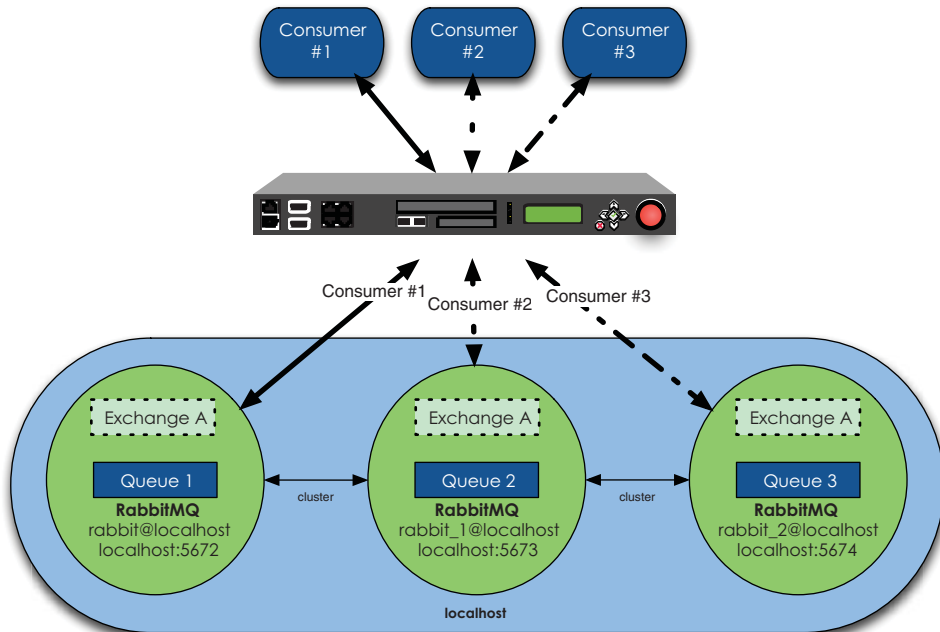 Consumer
#1
Consumer
#2
Consumer
#3
Consumer #1
Consumer #2
Consumer #3
Exchange A
Queue 1
RabbitMQ
rabbit@localhost
localhost:5672
cluster
Exchange A
Queue 2
RabbitMQ
rabbit_1@localhost
localhost:5673
cluster
Exchange A
Queue 3
RabbitMQ
rabbit_2@localhost
localhost:5674
localhost